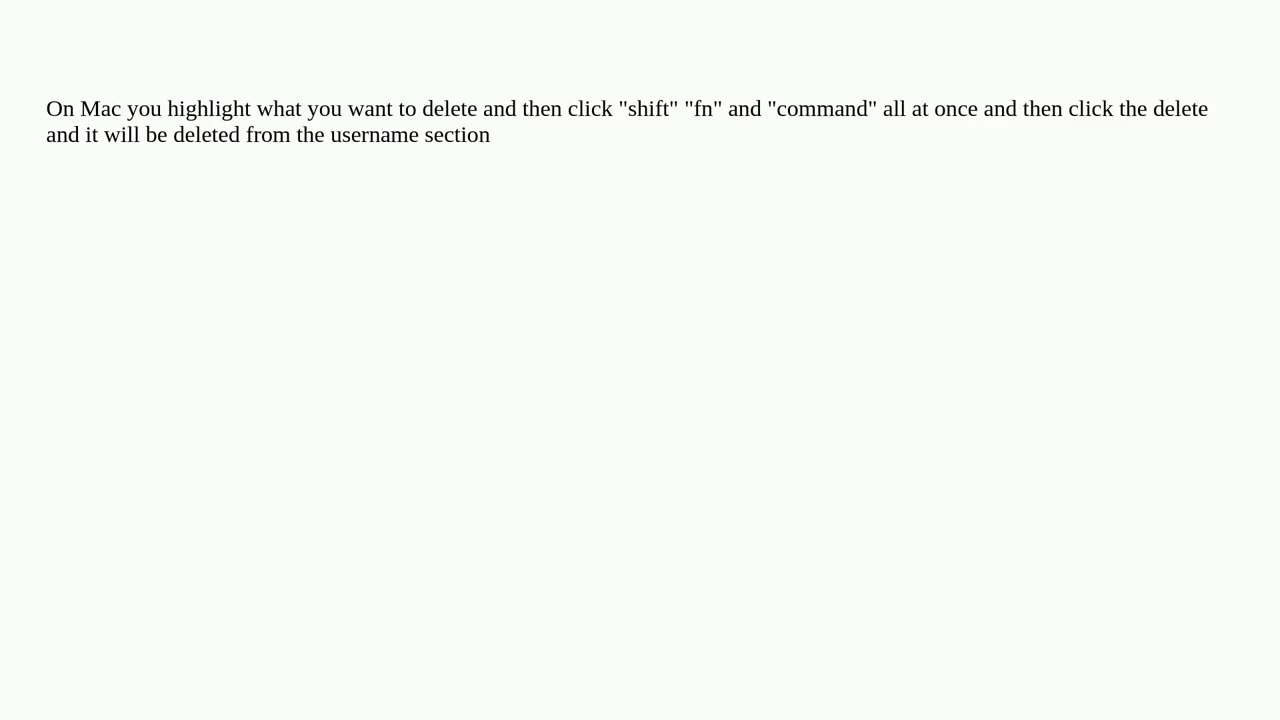 On Mac you highlight what you want to delete and then click "shift" "fn" and "command" all at once and then click the delete
and it will be deleted from the username section